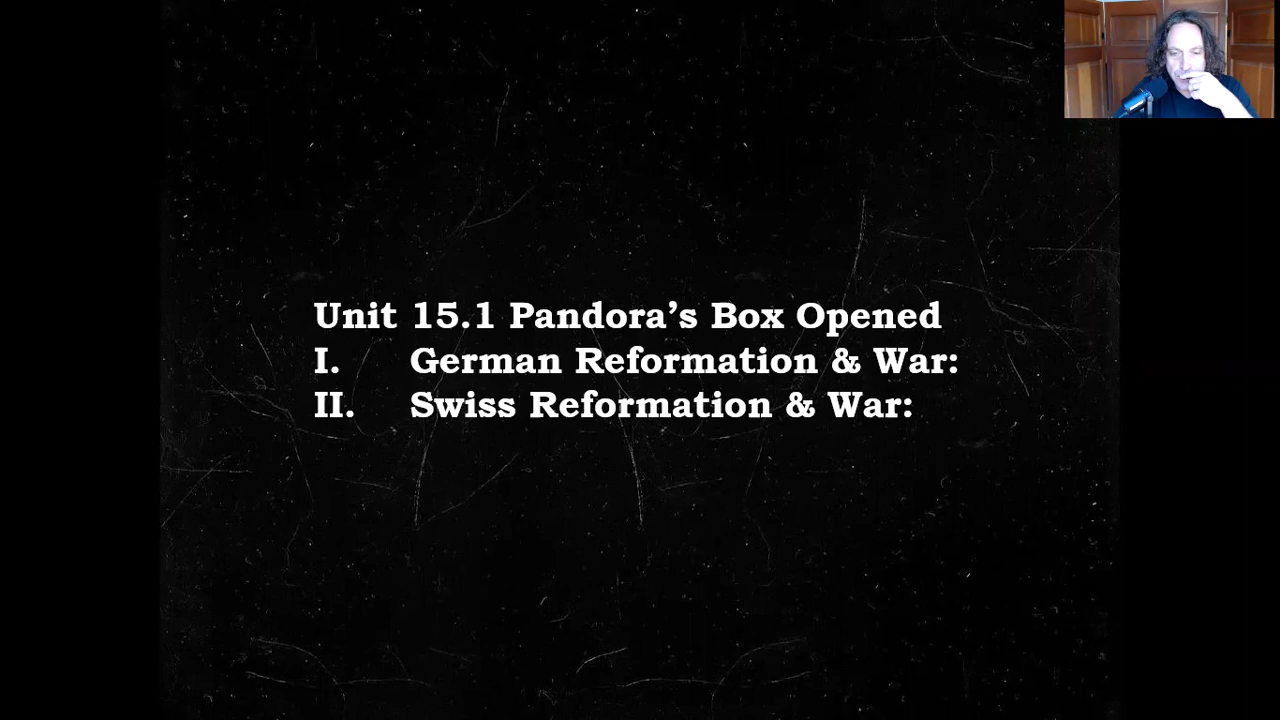 Unit 15.1 Pandora’s Box Opened
I. German Reformation & War:
II. Swiss Reformation & War: